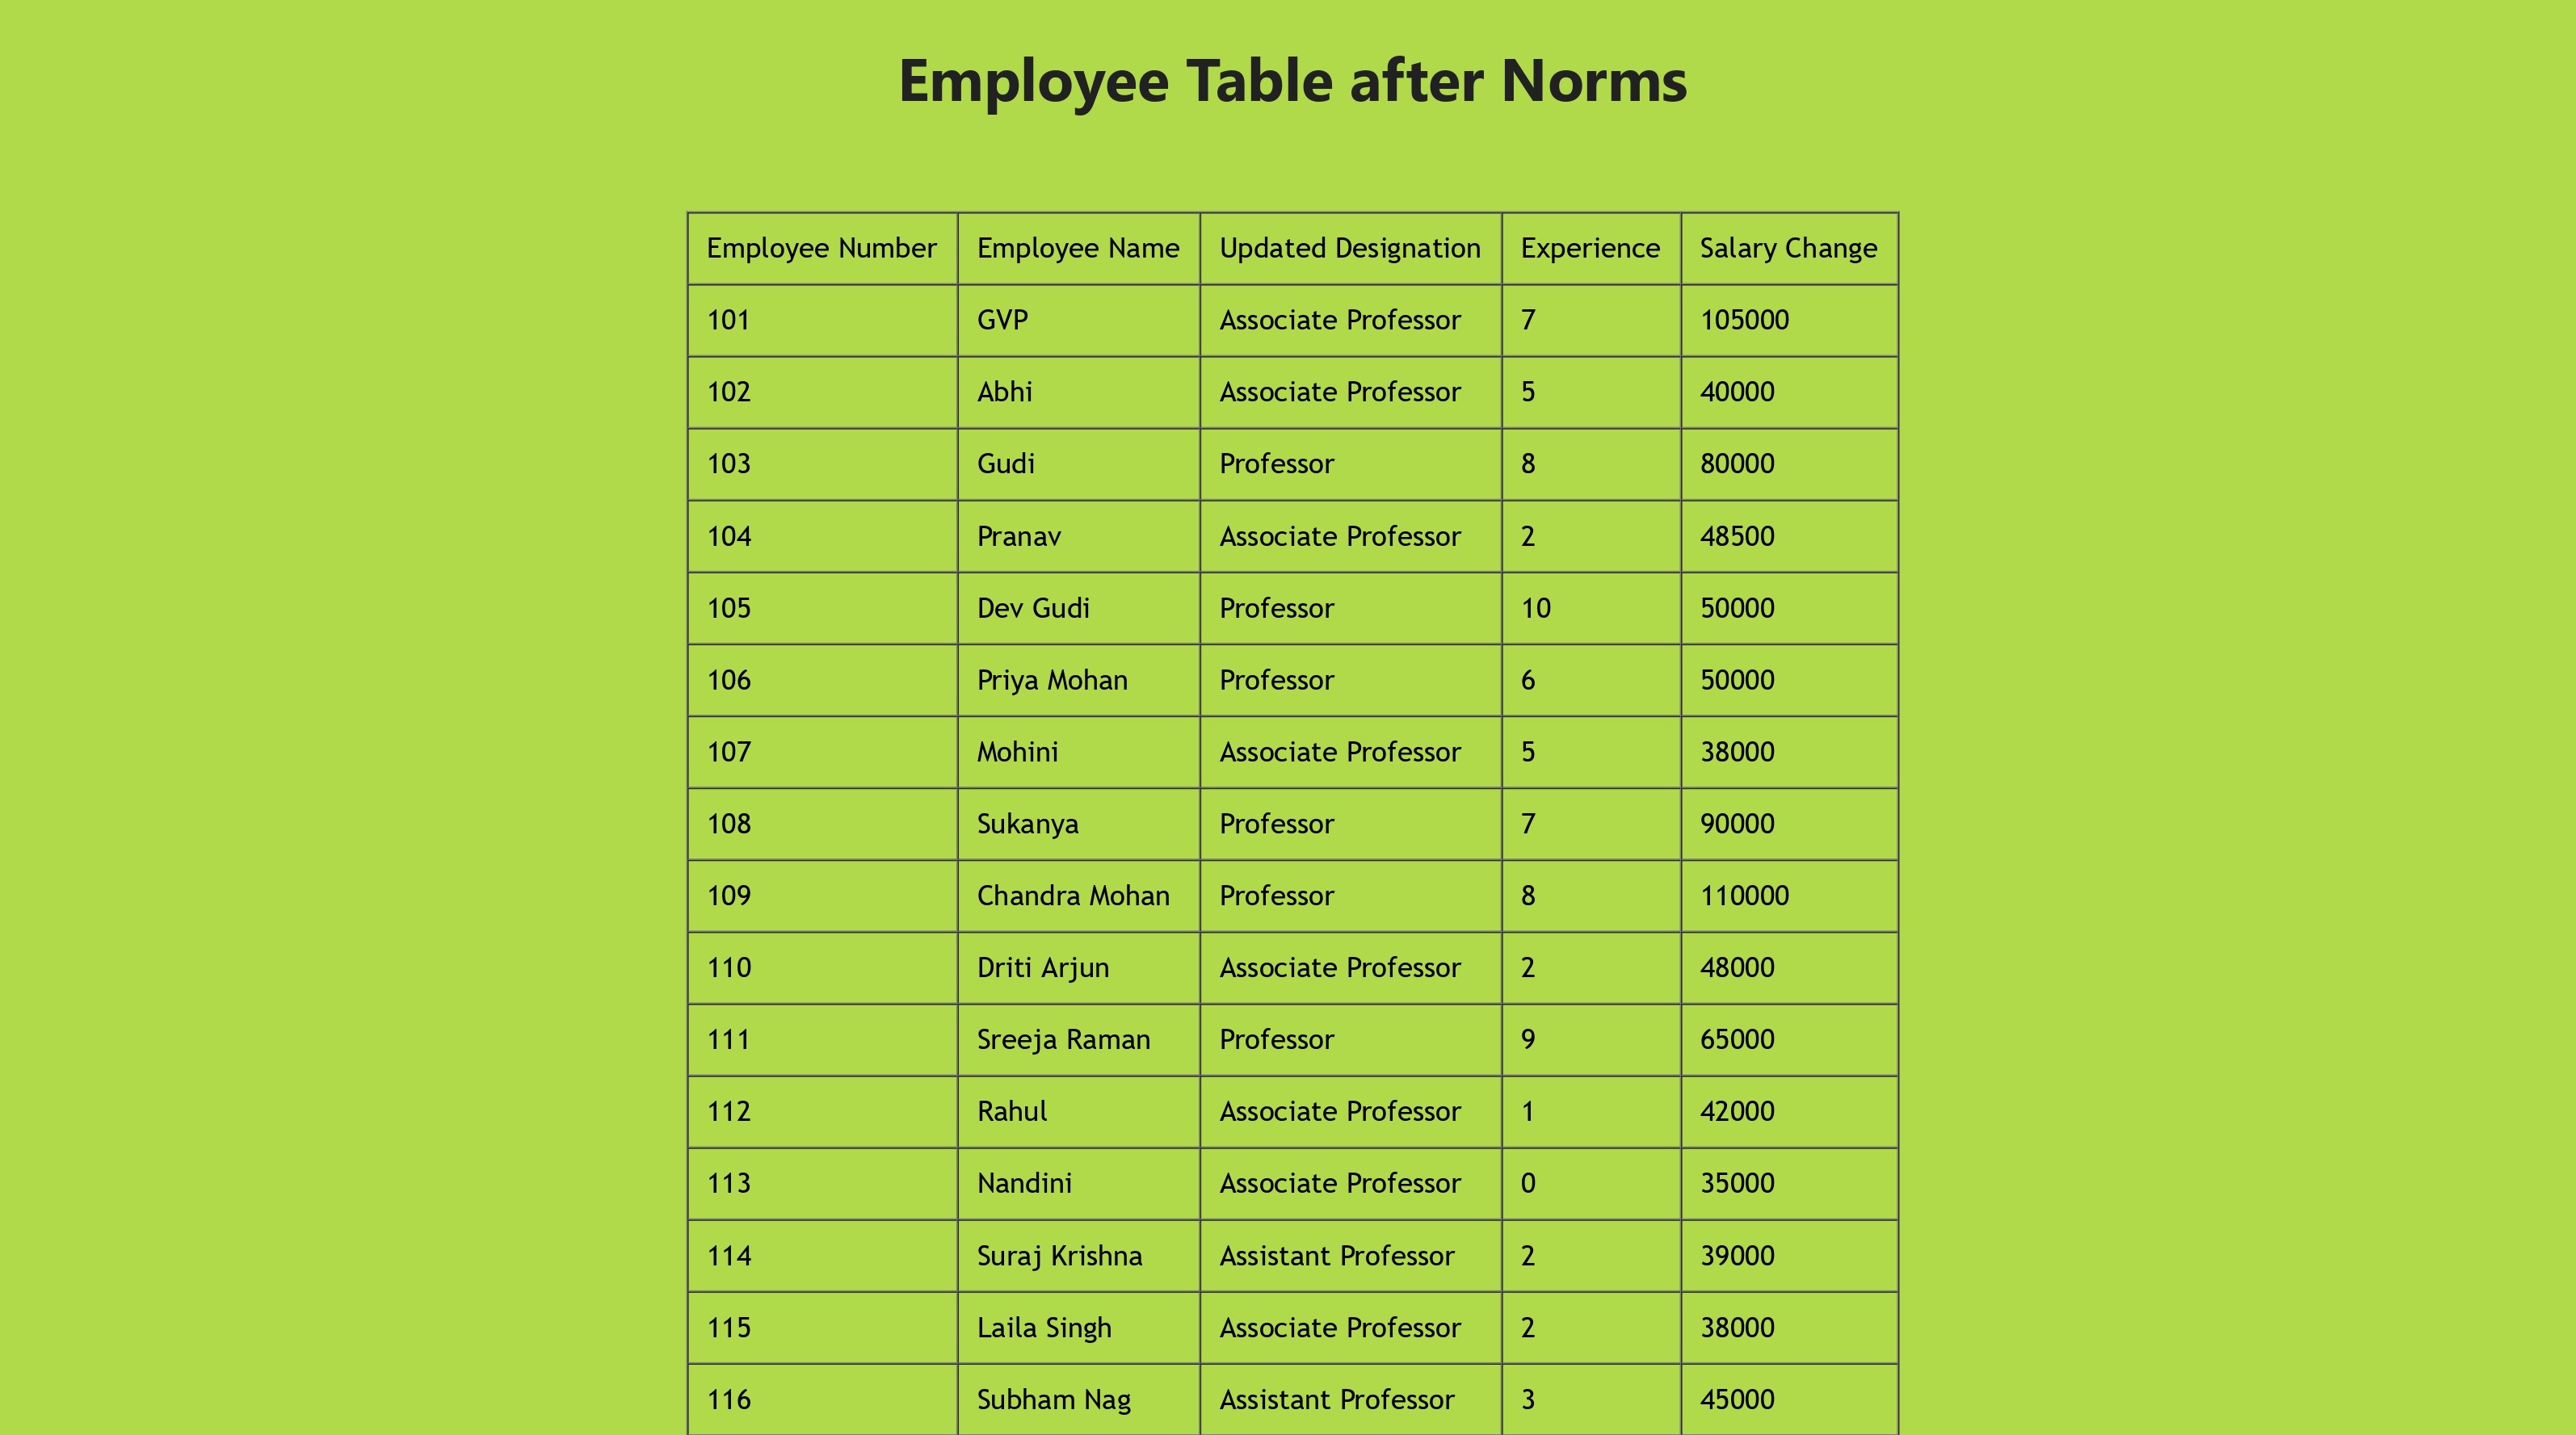 Employee Table after Norms
Employee Number Employee Name Updated Designation Experience Salary Change
101 GVP Associate Professor 7 105000
102 Abhi Associate Professor 5 40000
103 Gudi Professor 8 80000
104 Pranav Associate Professor 2 48500
105 Dev Gudi Professor 10 50000
106 Priya Mohan Professor 6 50000
107 Mohini Associate Professor 5 38000
108 Sukanya Professor 7 90000
109 Chandra Mohan Professor 8 110000
110 Driti Arjun Associate Professor 2 48000
111 Sreeja Raman Professor 9 65000
112 Rahul Associate Professor 1 42000
113 Nandini Associate Professor 0 35000
114 Suraj Krishna Assistant Professor 2 39000
115 Laila Singh Associate Professor 2 38000
116 Subham Nag Assistant Professor 3 45000